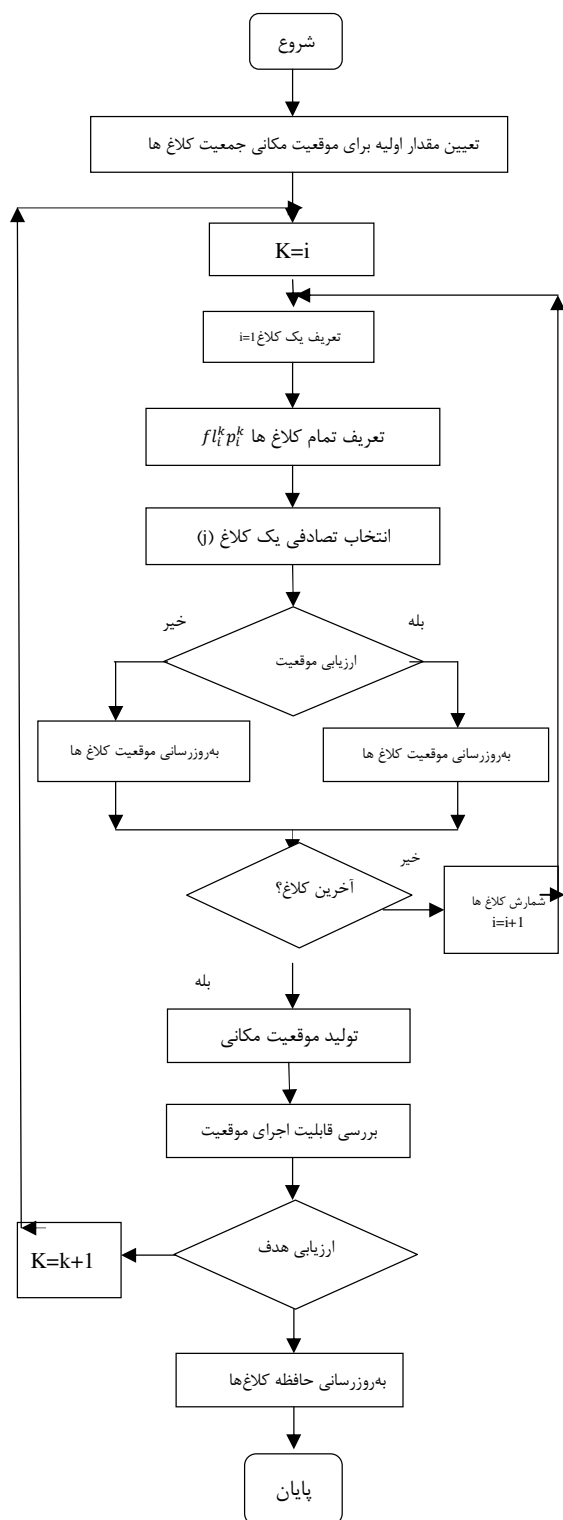 شروع
تعیین مقدار اولیه برای موقعیت مکانی جمعیت کلاغ ها
K=i
تعریف یک کلاغ i=1
تعریف تمام کلاغ ها $fl_i^k p_i^k$
انتخاب تصادفی یک کلاغ (j)
بله
خیر
ارزیابی موقعیت
به‌روزرسانی موقعیت کلاغ ها
به‌روزرسانی موقعیت کلاغ ها
خیر
آخرین کلاغ؟
شمارش کلاغ ها
i=i+1
بله
تولید موقعیت مکانی
بررسی قابلیت اجرای موقعیت
ارزیابی هدف
K=k+1
به‌روزرسانی حافظه کلاغ‌ها
پایان